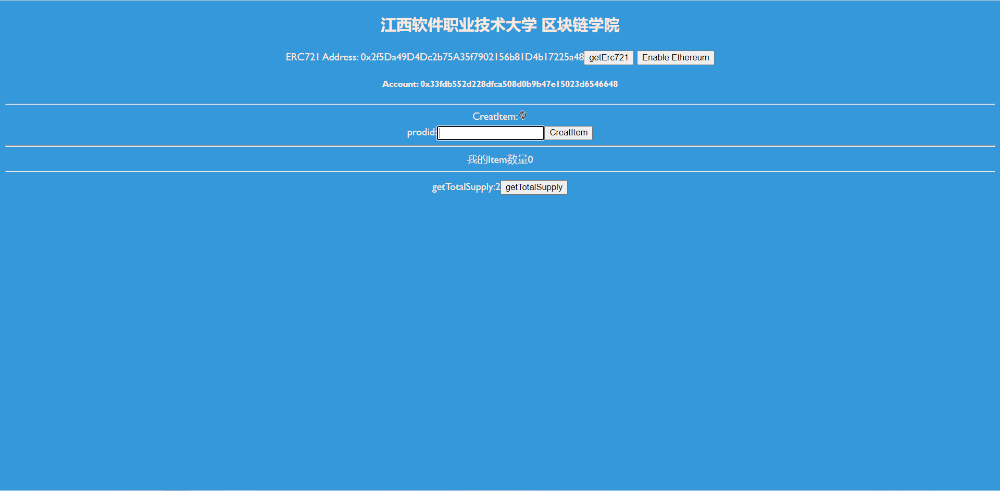 江西软件职业技术大学 区块链学院
ERC721 Address: 0x2f5Da49D4Dc2b75A35f7902156b81D4b17225a48 getErc721 Enable Ethereum
Account: 0x33fdb552d228dfca508d0b9b47e15023d6546648
CreatItem:
prodid: CreatItem
我的Item数量0
getTotalSupply:2 getTotalSupply